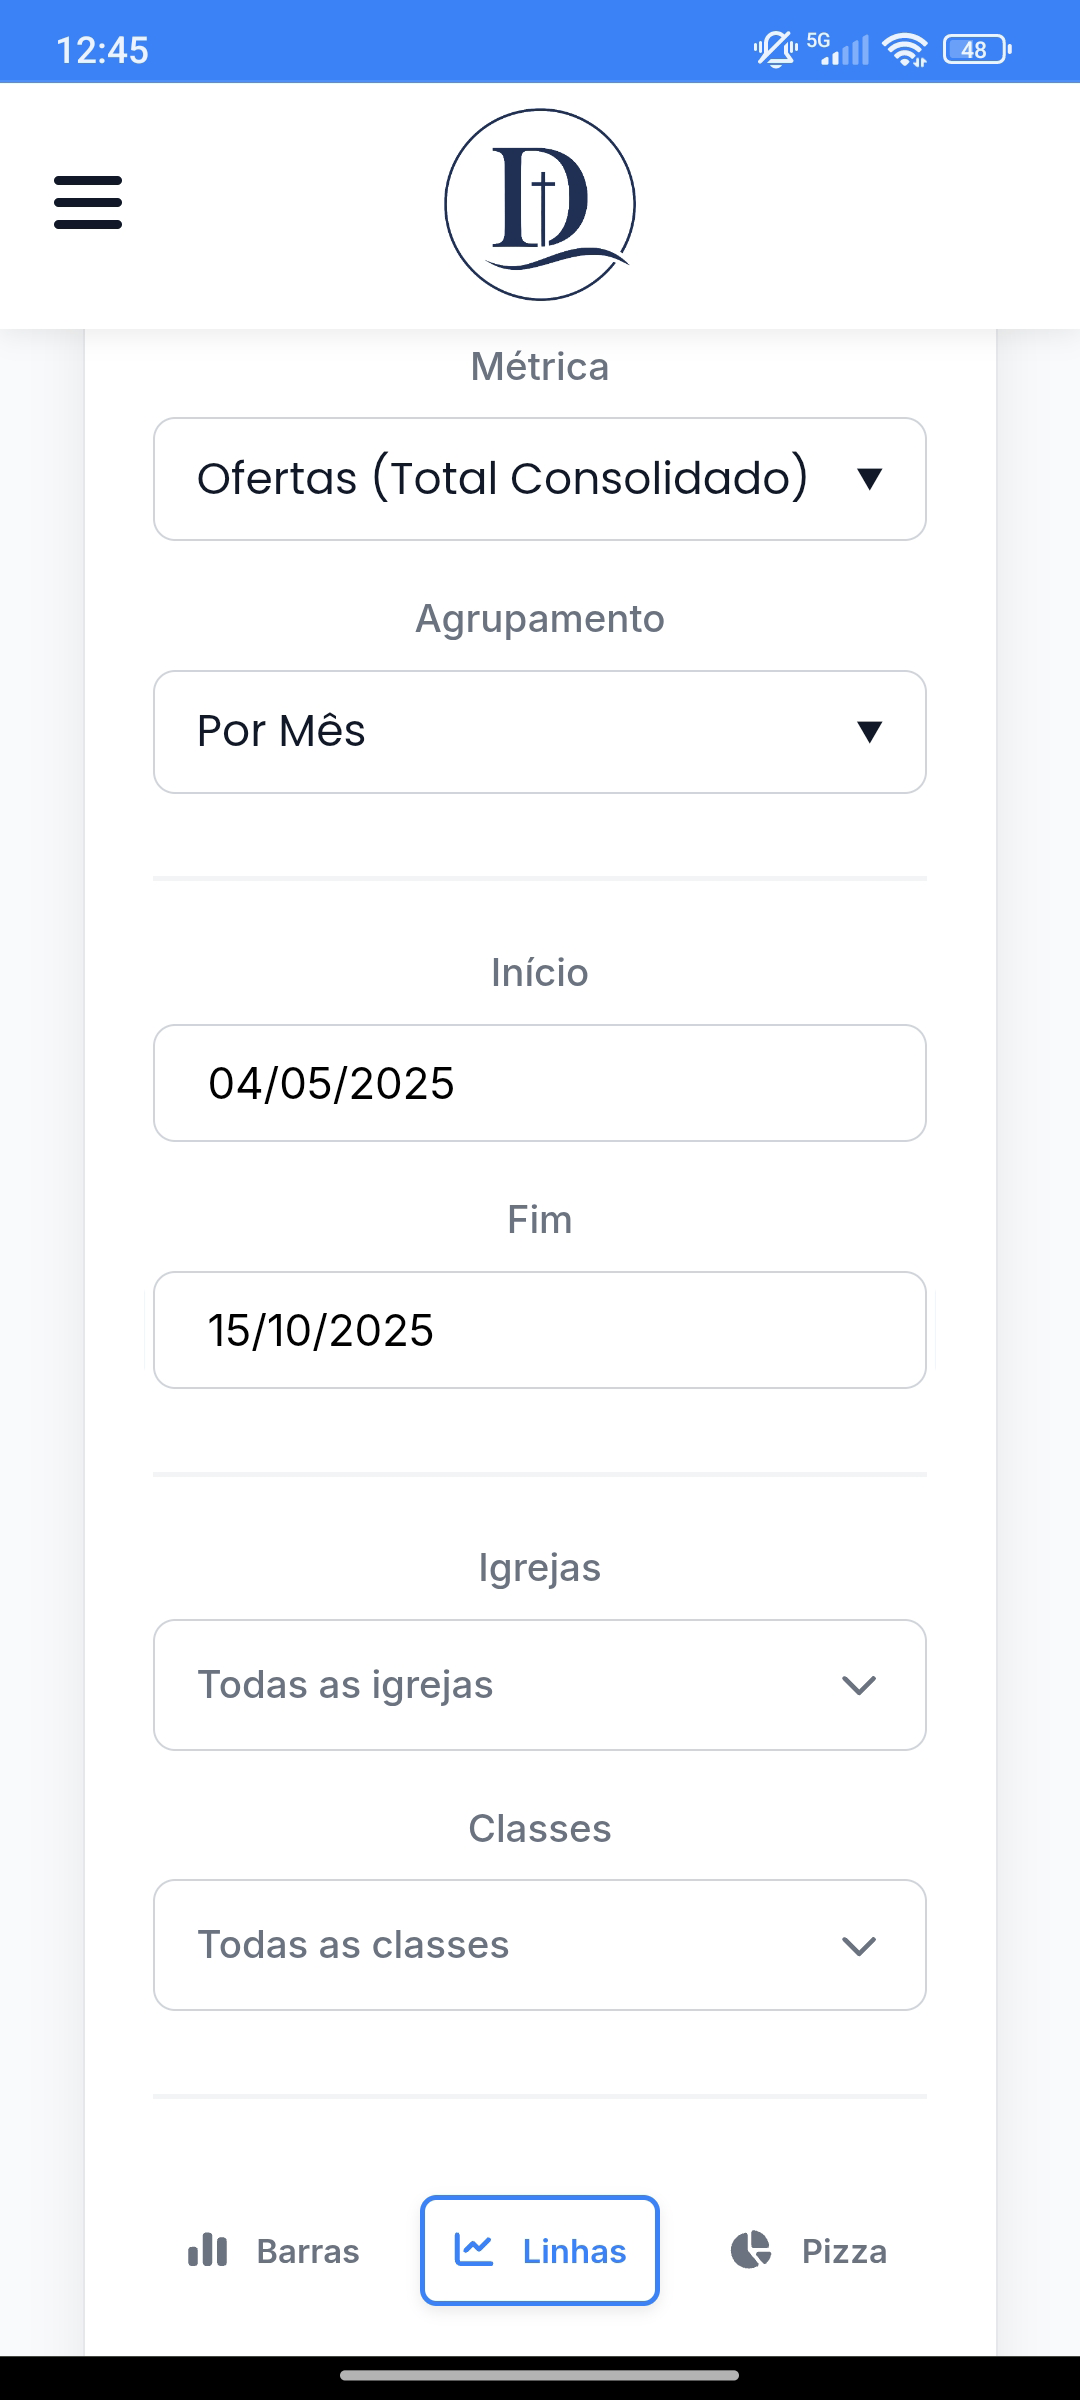 12:45
5G
48
D
Métrica
Ofertas (Total Consolidado)
Agrupamento
Por Mês
Início
04/05/2025
Fim
15/10/2025
Igrejas
Todas as igrejas
Classes
Todas as classes
Barras
Linhas
Pizza